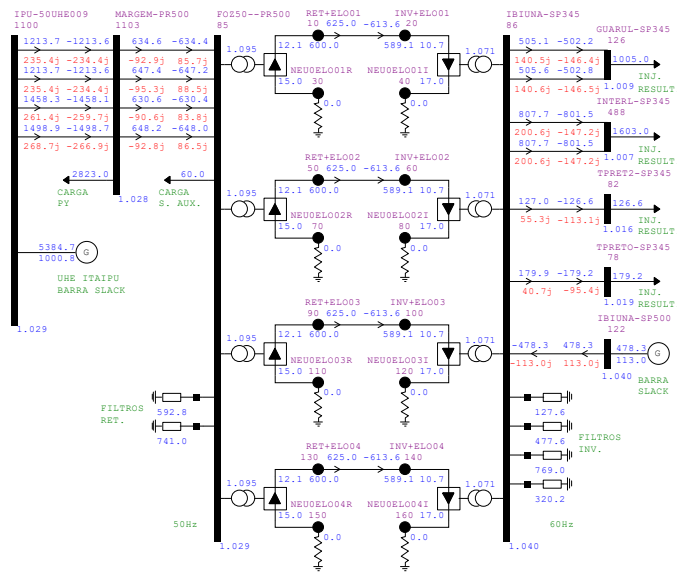 IPU-50UHE009
1100
MARGEM-PR500
1103
FOZ50--PR500
85
IBIUNA-SP345
86
1213.7 -1213.6
235.4j -234.4j
1213.7 -1213.6
235.4j -234.4j
1458.3 -1458.1
261.4j -259.7j
1498.9 -1498.7
268.7j -266.9j
634.6 -634.4
-92.9j 85.7j
647.4 -647.2
-95.3j 88.5j
630.6 -630.4
-90.6j 83.8j
648.2 -648.0
-92.8j 86.5j
2823.0
CARGA
PY
1.028
60.0
CARGA
S. AUX.
5384.7
1000.8
G
UHE ITAIPU
BARRA SLACK
1.029
FILTROS
RET.
592.8
741.0
50Hz
1.029
RET+ELO01
10 625.0 -613.6
INV+ELO01
20
1.095
12.1 600.0
589.1 10.7
1.071
NEU0ELO01R
15.0 30
0.0
NEU0ELO01I
40 17.0
0.0
RET+ELO02
50 625.0 -613.6
INV+ELO02
60
1.095
12.1 600.0
589.1 10.7
1.071
NEU0ELO02R
15.0 70
0.0
NEU0ELO02I
80 17.0
0.0
RET+ELO03
90 625.0 -613.6
INV+ELO03
100
1.095
12.1 600.0
589.1 10.7
1.071
NEU0ELO03R
15.0 110
0.0
NEU0ELO03I
120 17.0
0.0
RET+ELO04
130 625.0 -613.6
INV+ELO04
140
1.095
12.1 600.0
589.1 10.7
1.071
NEU0ELO04R
15.0 150
0.0
NEU0ELO04I
160 17.0
0.0
GUARUL-SP345
126
505.1 -502.2
140.5j -146.4j
505.6 -502.8
140.6j -146.5j
1005.0
INJ.
RESULT
1.009
INTERL-SP345
488
807.7 -801.5
200.6j -147.2j
807.7 -801.5
200.6j -147.2j
1603.0
INJ.
RESULT
1.007
TPRET2-SP345
82
127.0 -126.6
55.3j -113.1j
126.6
INJ.
RESULT
1.016
TPRETO-SP345
78
179.9 -179.2
40.7j -95.4j
179.2
INJ.
RESULT
1.019
IBIUNA-SP500
122
-478.3 478.3
-113.0j 113.0j
478.3
113.0
G
BARRA
SLACK
1.040
127.6
477.6
769.0
320.2
FILTROS
INV.
60Hz
1.040